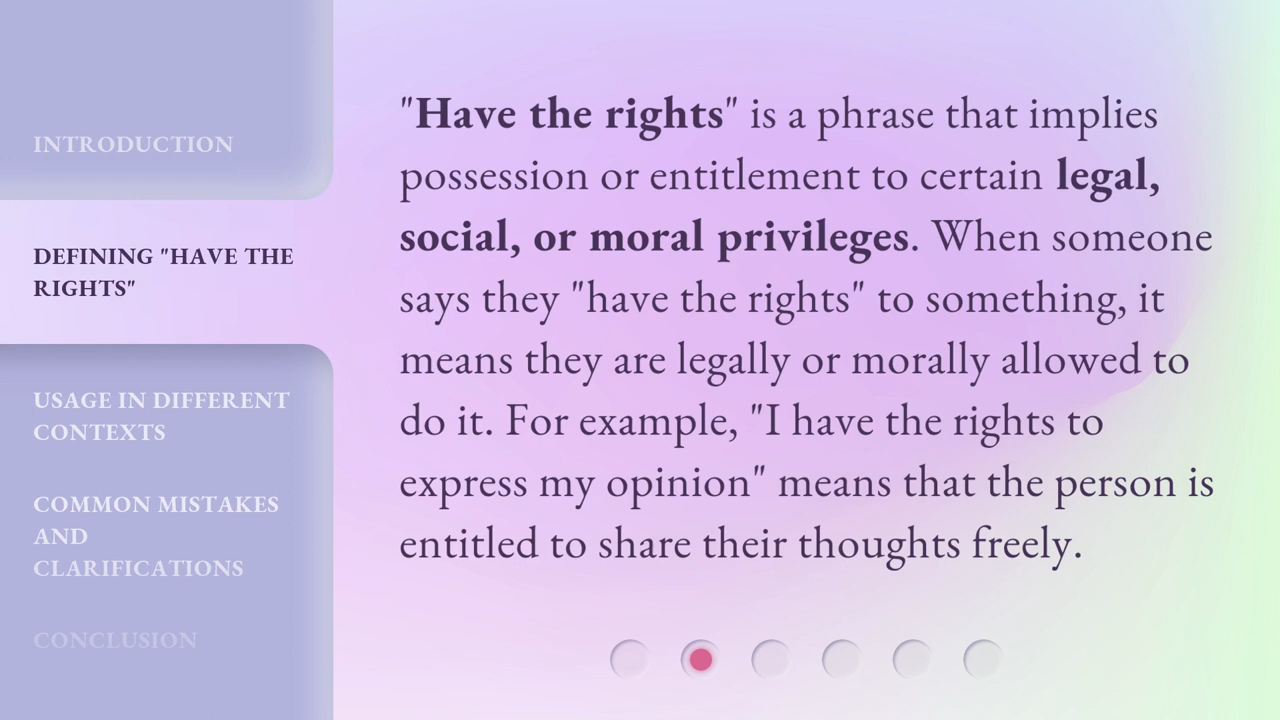 INTRODUCTION
DEFINING "HAVE THE
RIGHTS"
USAGE IN DIFFERENT
CONTEXTS
COMMON MISTAKES
AND
CLARIFICATIONS
CONCLUSION
"Have the rights" is a phrase that implies
possession or entitlement to certain legal,
social, or moral privileges. When someone
says they "have the rights" to something, it
means they are legally or morally allowed to
do it. For example, "I have the rights to
express my opinion" means that the person is
entitled to share their thoughts freely.